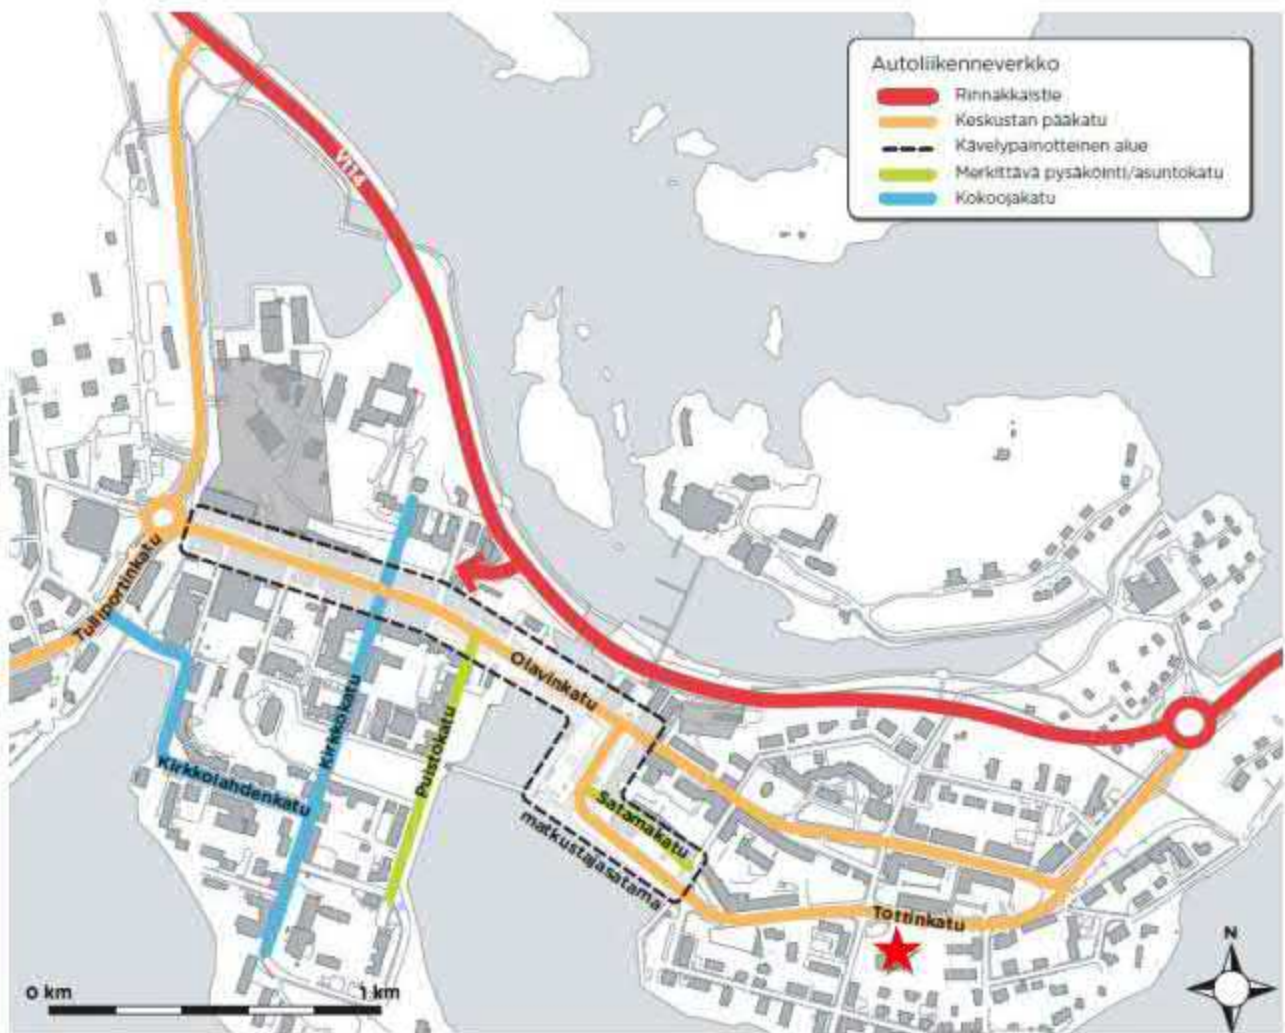 Autoliikenneverkko
Rinnakkaistie
Keskustan pääkatu
Kävelypainotteinen alue
Merkittävä pysäköinti/asuntokatu
Kokoojakatu
Vt14
Tulliportinkatu
Olavinkatu
Kirkkokatu
Puistokatu
Kirkkolahdenkatu
Satamakatu
matkustajasatama
Tottinkatu
N
0 km 1 km